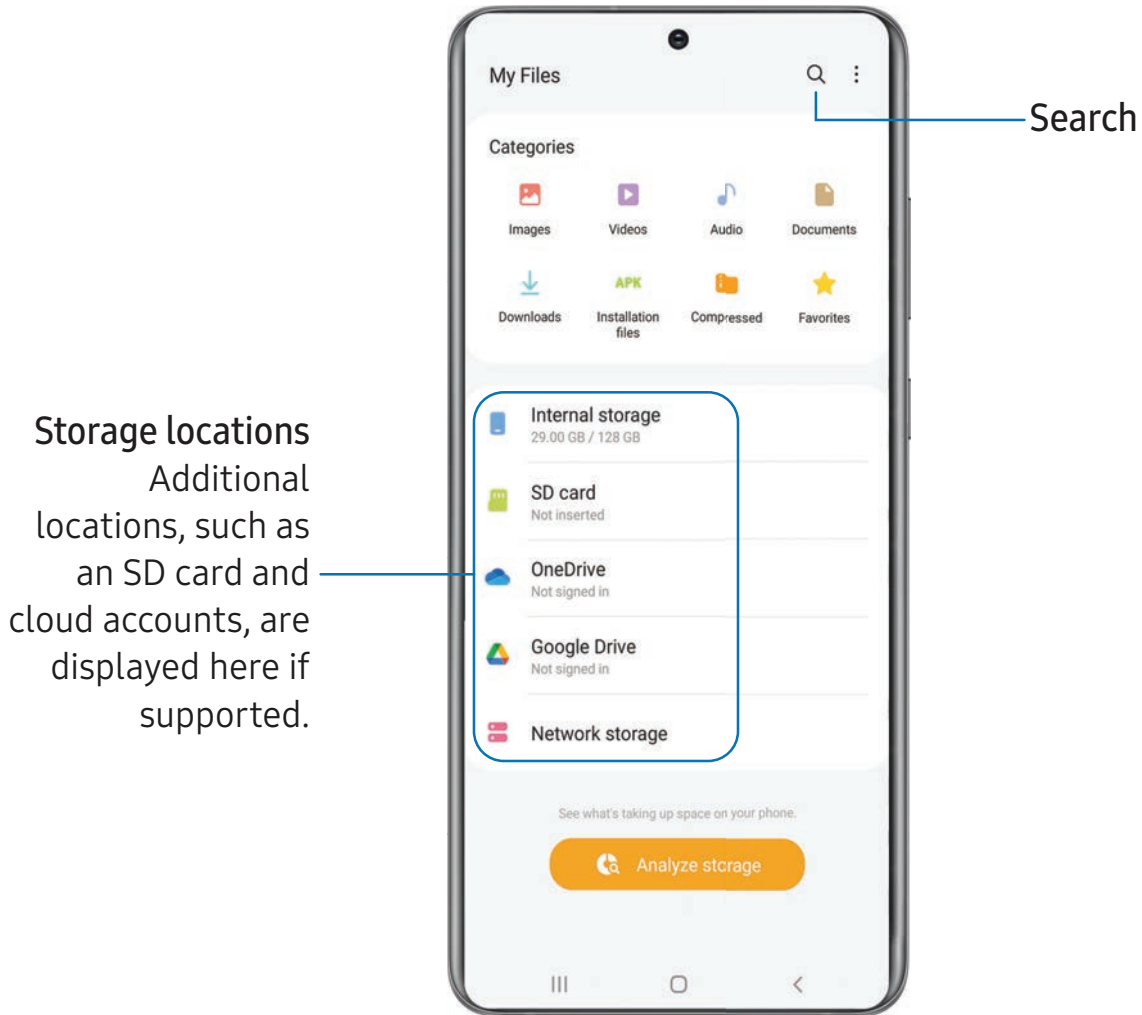 My Files
Search
Categories
Images Videos Audio Documents
APK
Downloads Installation files Compressed Favorites
Storage locations
Additional
locations, such as
an SD card and
cloud accounts, are
displayed here if
supported.
Internal storage
29.00 GB / 128 GB
SD card
Not inserted
OneDrive
Not signed in
Google Drive
Not signed in
Network storage
See what's taking up space on your phone.
Analyze storage